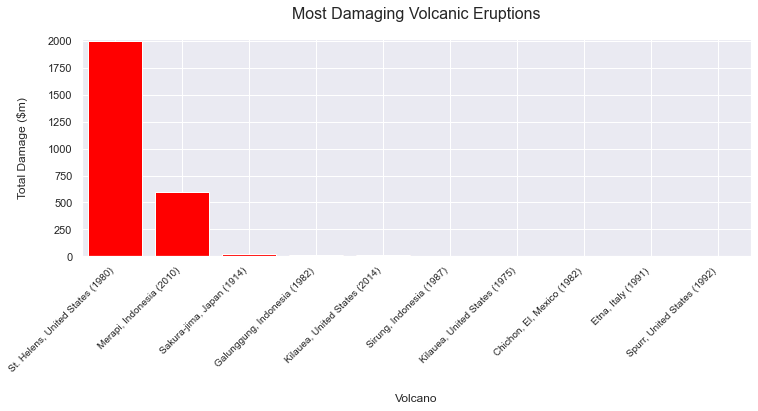 Most Damaging Volcanic Eruptions
2000
1750
1500
1250
1000
750
500
250
0
Total Damage ($m)
St. Helens, United States (1980)
Merapi, Indonesia (2010)
Sakura-jima, Japan (1914)
Galunggung, Indonesia (1982)
Kilauea, United States (2014)
Sirung, Indonesia (1987)
Kilauea, United States (1975)
Chichon, El, Mexico (1982)
Etna, Italy (1991)
Spurr, United States (1992)
Volcano